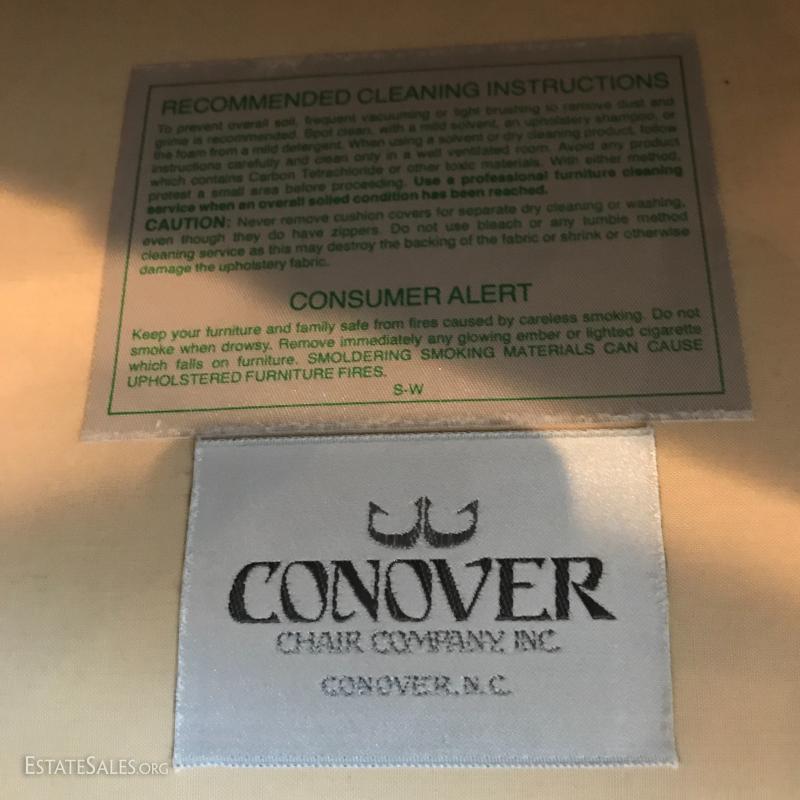 RECOMMENDED CLEANING INSTRUCTIONS
To prevent overall soil, frequent vacuuming or light brushing to remove dust and
grime is recommended. Spot clean, with a mild solvent, an upholstery shampoo, or
the foam from a mild detergent. When using a solvent or dry cleaning product, follow
instructions carefully and clean only in a well ventilated room. Avoid any product
which contains Carbon Tetrachloride or other toxic materials. With either method,
pretest a small area before proceeding. Use a professional furniture cleaning
service when an overall soiled condition has been reached.
CAUTION: Never remove cushion covers for separate dry cleaning or washing,
even though they do have zippers. Do not use bleach or any tumble method
cleaning service as this may destroy the backing of the fabric or shrink or otherwise
damage the upholstery fabric.
CONSUMER ALERT
Keep your furniture and family safe from fires caused by careless smoking. Do not
smoke when drowsy. Remove immediately any glowing ember or lighted cigarette
which falls on furniture. SMOLDERING SMOKING MATERIALS CAN CAUSE
UPHOLSTERED FURNITURE FIRES.
S-W
CONOVER
CHAIR COMPANY, INC.
CONOVER, N.C.
ESTATESALES.ORG